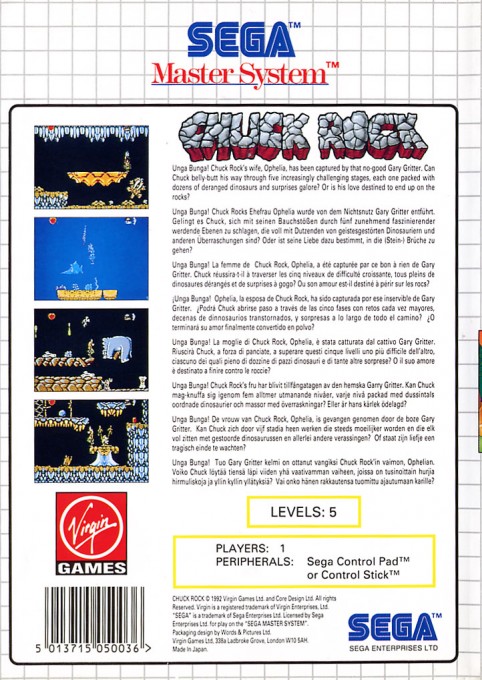 SEGA™
Master System™
CHUCK ROCK
Unga Bunga! Chuck Rock's wife, Ophelia, has been captured by that no-good Gary Gritter. Can
Chuck belly-butt his way through five increasingly challenging stages, each one packed with
dozens of deranged dinosaurs and surprises galore? Or is his love destined to end up on the
rocks?
Unga Bunga! Chuck Rocks Ehefrau Ophelia wurde von dem Nichtsnutz Gary Gritter entführt.
Gelingt es Chuck, sich mit seinen Bauchstößen durch fünf zunehmend faszinierender
werdende Ebenen zu schlagen, die voll mit Dutzenden von geistesgestörten Dinosauriern und
anderen Überraschungen sind? Oder ist seine Liebe dazu bestimmt, in die (Stein-) Brüche zu
gehen?
Unga Bunga! La femme de Chuck Rock, Ophelia, a été capturée par ce bon à rien de Gary
Gritter. Chuck réussira-t-il à traverser les cinq niveaux de difficulté croissante, tous pleins de
dinosaures dérangés et de surprises à gogo? Ou son amour est-il destiné à périr sur les rocs?
¡Unga Bunga! Ophelia, la esposa de Chuck Rock, ha sido capturada por ese inservible de Gary
Gritter. ¿Podrá Chuck abrirse paso a través de las cinco fases con retos cada vez mayores,
decenas de dinnosaurios transtornados, y sorpresas a lo largo de todo el camino? ¿O
terminará su amor finalmente convertido en polvo?
Unga Bunga! La moglie di Chuck Rock, Ophelia, è stata catturata dal cattivo Gary Gritter.
Riuscirà Chuck, a forza di panciate, a superare questi cinque livelli uno più difficile dell'altro,
ciascuno dei quali pieno di dozzine di pazzi dinosauri e di tante altre sorprese? O il suo amore
è destinato a finire contro le roccie?
Unga Bunga! Chuck Rock's fru har blivit tillfångatagen av den hemska Garry Gritter. Kan Chuck
mag-knuffa sig igenom fem alltmer utmanande nivåer, varje nivå packad med dussintals
oordnade dinosaurier och massor med överraskningar? Eller är hans kärlek ödelagd?
Unga Bunga! De vrouw van Chuck Rock, Ophelia, is gevangen genomen door de boze Gary
Gritter. Kan Chuck zich door vijf stadia heen werken die steeds moeilijker worden en die elk
vol zitten met gestoorde dinosaurussen en allerlei andere verassingen? Of staat zijn liefje een
tragisch einde te wachten?
Unga Bunga! Tuo Gary Gritter kelmi on ottanut vangiksi Chuck Rock'in vaimon, Ophelian.
Voiko Chuck löytää tiensä läpi viiden yhä vaativamman vaiheen, joissa on tusinoittain hurja
hirmuliskoja ja yllin kyllin yllätyksiä? Vai onko hänen rakkautensa tuomittu ajautumaan karille?
LEVELS: 5
PLAYERS: 1
PERIPHERALS: Sega Control Pad™
or Control Stick™
Virgin
GAMES
CHUCK ROCK © 1992 Virgin Games Ltd. and Core Design Ltd. All rights
Reserved. Virgin is a registered trademark of Virgin Enterprises, Ltd.
"SEGA" is a trademark of Sega Enterprises Ltd. Licensed by Sega
Enterprises Ltd. for play on the "SEGA MASTER SYSTEM".
Packaging design by Words & Pictures Ltd.
Virgin Games Ltd, 338a Ladbroke Grove, London W10 5AH.
Made In Japan.
5 013715 050036 >
SEGA™
SEGA ENTERPRISES LTD